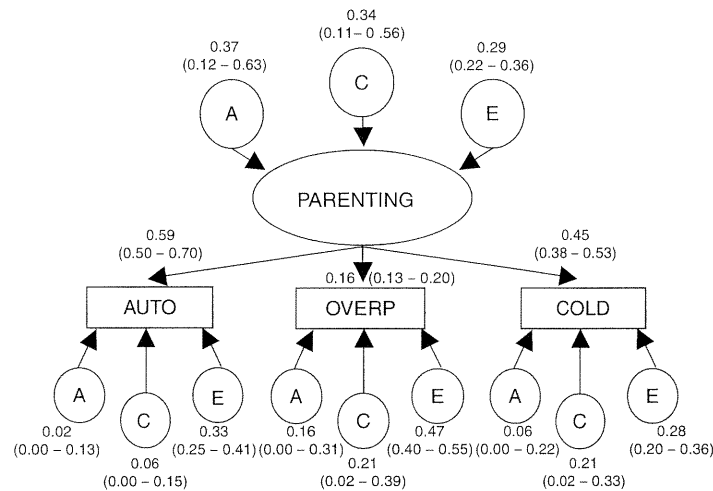 0.34
(0.11– 0 .56)
0.37
(0.12 – 0.63)
0.29
(0.22 – 0.36)
A
C
E
PARENTING
0.59
(0.50 – 0.70)
0.16 (0.13 – 0.20)
0.45
(0.38 – 0.53)
AUTO
OVERP
COLD
A
C
E
A
C
E
A
C
E
0.02
(0.00 – 0.13)
0.06
(0.00 – 0.15)
0.33
(0.25 – 0.41)
0.16
(0.00 – 0.31)
0.21
(0.02 – 0.39)
0.47
(0.40 – 0.55)
0.06
(0.00 – 0.22)
0.21
(0.02 – 0.33)
0.28
(0.20 – 0.36)